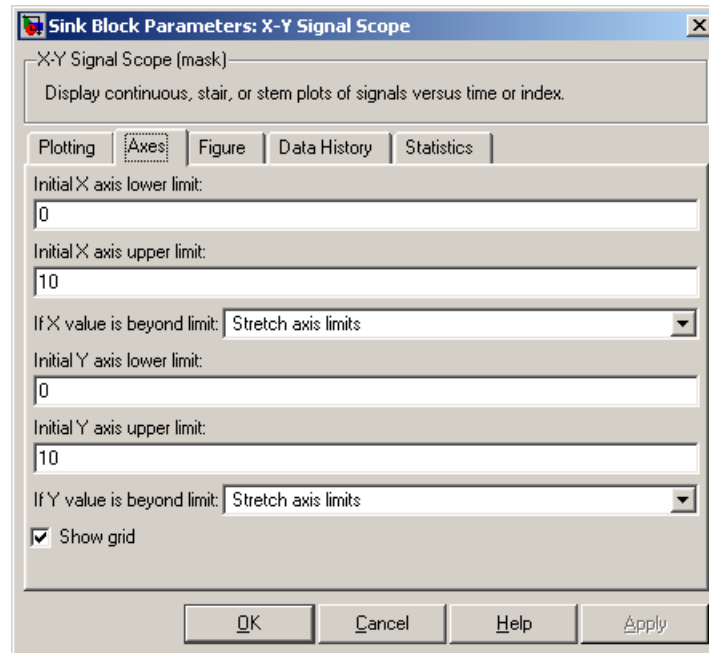 Sink Block Parameters: X-Y Signal Scope
X-Y Signal Scope (mask)
Display continuous, stair, or stem plots of signals versus time or index.
Plotting Axes Figure Data History Statistics
Initial X axis lower limit:
0
Initial X axis upper limit:
10
If X value is beyond limit: Stretch axis limits
Initial Y axis lower limit:
0
Initial Y axis upper limit:
10
If Y value is beyond limit: Stretch axis limits
Show grid
OK Cancel Help Apply